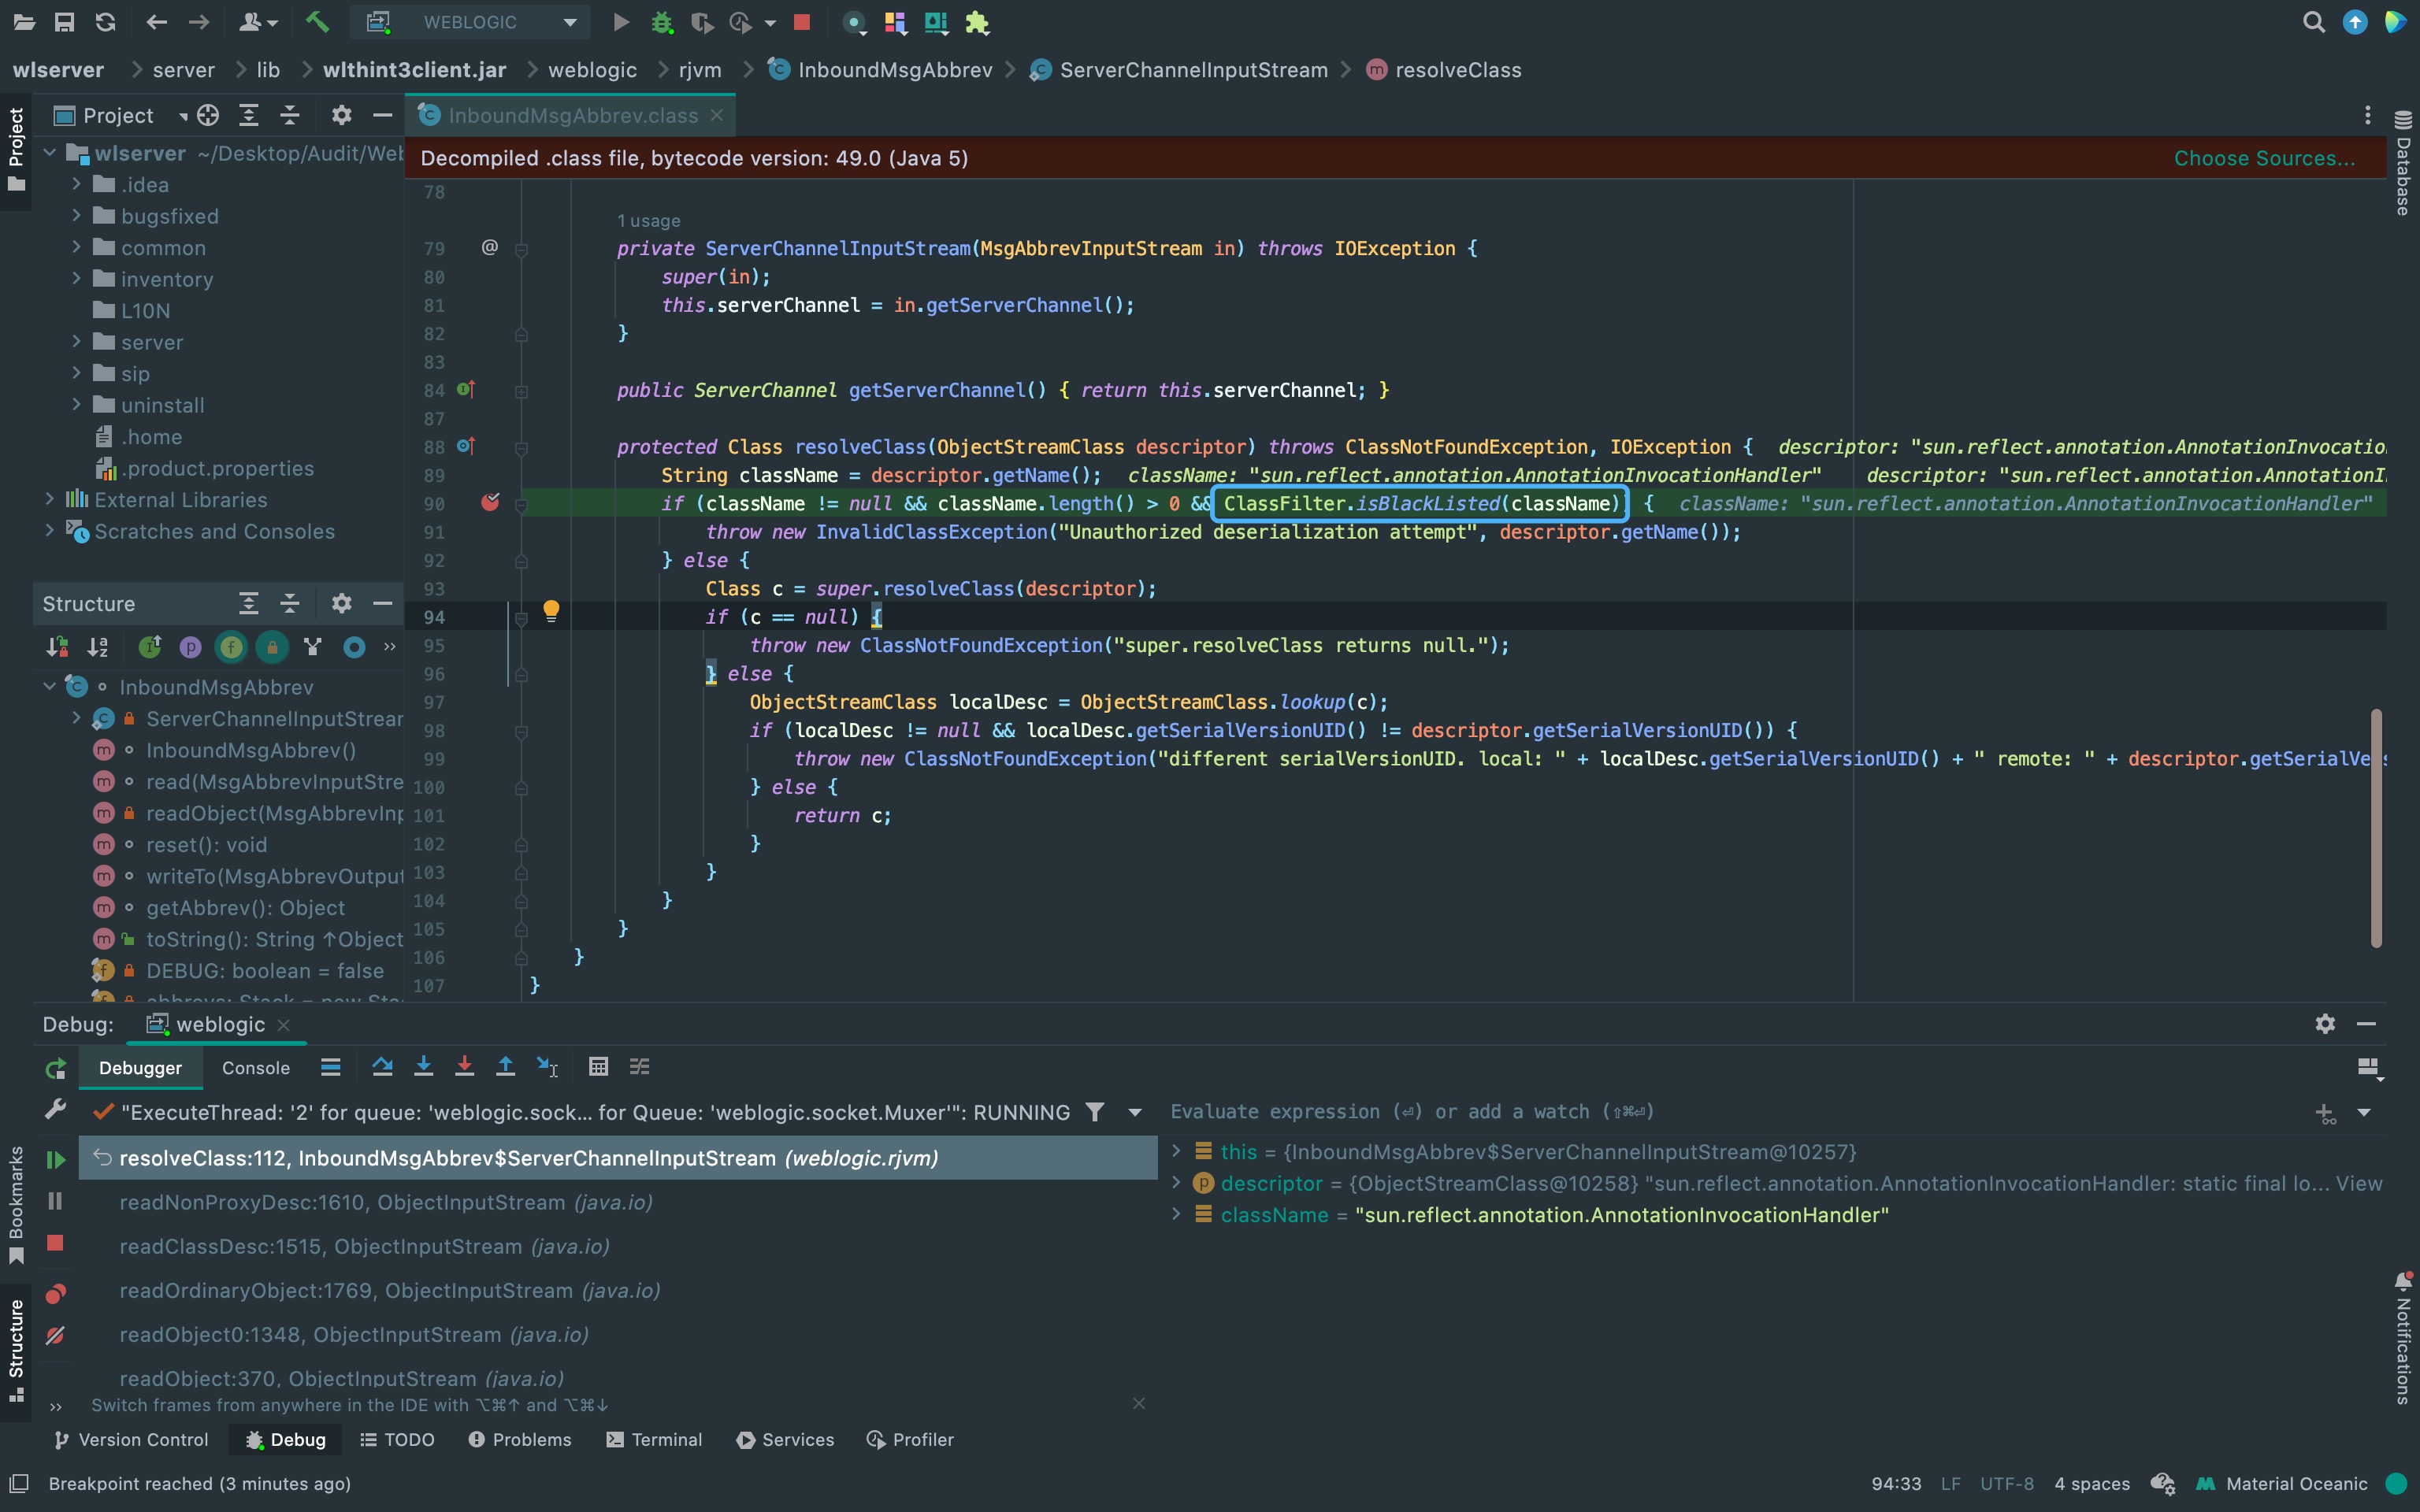 WEBLOGIC
wlserver server lib wlthint3client.jar weblogic rjvm InboundMsgAbbrev ServerChannelInputStream resolveClass
Project
InboundMsgAbbrev.class
Decompiled .class file, bytecode version: 49.0 (Java 5) Choose Sources...
Project
Database
wlserver ~/Desktop/Audit/Web
.idea
bugsfixed
common
inventory
L10N
server
sip
uninstall
.home
.product.properties
External Libraries
Scratches and Consoles
78
1 usage
79 @ private ServerChannelInputStream(MsgAbbrevInputStream in) throws IOException {
80 super(in);
81 this.serverChannel = in.getServerChannel();
82 }
83
84 public ServerChannel getServerChannel() { return this.serverChannel; }
87
88 protected Class resolveClass(ObjectStreamClass descriptor) throws ClassNotFoundException, IOException { descriptor: "sun.reflect.annotation.AnnotationInvocatio
89 String className = descriptor.getName(); className: "sun.reflect.annotation.AnnotationInvocationHandler" descriptor: "sun.reflect.annotation.AnnotationI
90 if (className != null && className.length() > 0 && ClassFilter.isBlackListed(className)) { className: "sun.reflect.annotation.AnnotationInvocationHandler"
91 throw new InvalidClassException("Unauthorized deserialization attempt", descriptor.getName());
92 } else {
93 Class c = super.resolveClass(descriptor);
94 if (c == null) {
95 throw new ClassNotFoundException("super.resolveClass returns null.");
96 } else {
97 ObjectStreamClass localDesc = ObjectStreamClass.lookup(c);
98 if (localDesc != null && localDesc.getSerialVersionUID() != descriptor.getSerialVersionUID()) {
99 throw new ClassNotFoundException("different serialVersionUID. local: " + localDesc.getSerialVersionUID() + " remote: " + descriptor.getSerialVe
100 } else {
101 return c;
102 }
103 }
104 }
105 }
106 }
107 }
Structure
InboundMsgAbbrev
ServerChannelInputStrear
InboundMsgAbbrev()
read(MsgAbbrevInputStre
readObject(MsgAbbrevInp
reset(): void
writeTo(MsgAbbrevOutput
getAbbrev(): Object
toString(): String ↑Object
DEBUG: boolean = false
abbrevs: Stack = new Sta
Debug: weblogic
Debugger Console
"ExecuteThread: '2' for queue: 'weblogic.sock... for Queue: 'weblogic.socket.Muxer'": RUNNING
resolveClass:112, InboundMsgAbbrev$ServerChannelInputStream (weblogic.rjvm)
readNonProxyDesc:1610, ObjectInputStream (java.io)
readClassDesc:1515, ObjectInputStream (java.io)
readOrdinaryObject:1769, ObjectInputStream (java.io)
readObject0:1348, ObjectInputStream (java.io)
readObject:370, ObjectInputStream (java.io)
Switch frames from anywhere in the IDE with ⌥⌘↑ and ⌥⌘↓
Evaluate expression (⏎) or add a watch (⇧⌘⏎)
this = {InboundMsgAbbrev$ServerChannelInputStream@10257}
descriptor = {ObjectStreamClass@10258} "sun.reflect.annotation.AnnotationInvocationHandler: static final lo... View
className = "sun.reflect.annotation.AnnotationInvocationHandler"
Bookmarks
Structure
Notifications
Version Control Debug TODO Problems Terminal Services Profiler
Breakpoint reached (3 minutes ago) 94:33 LF UTF-8 4 spaces Material Oceanic